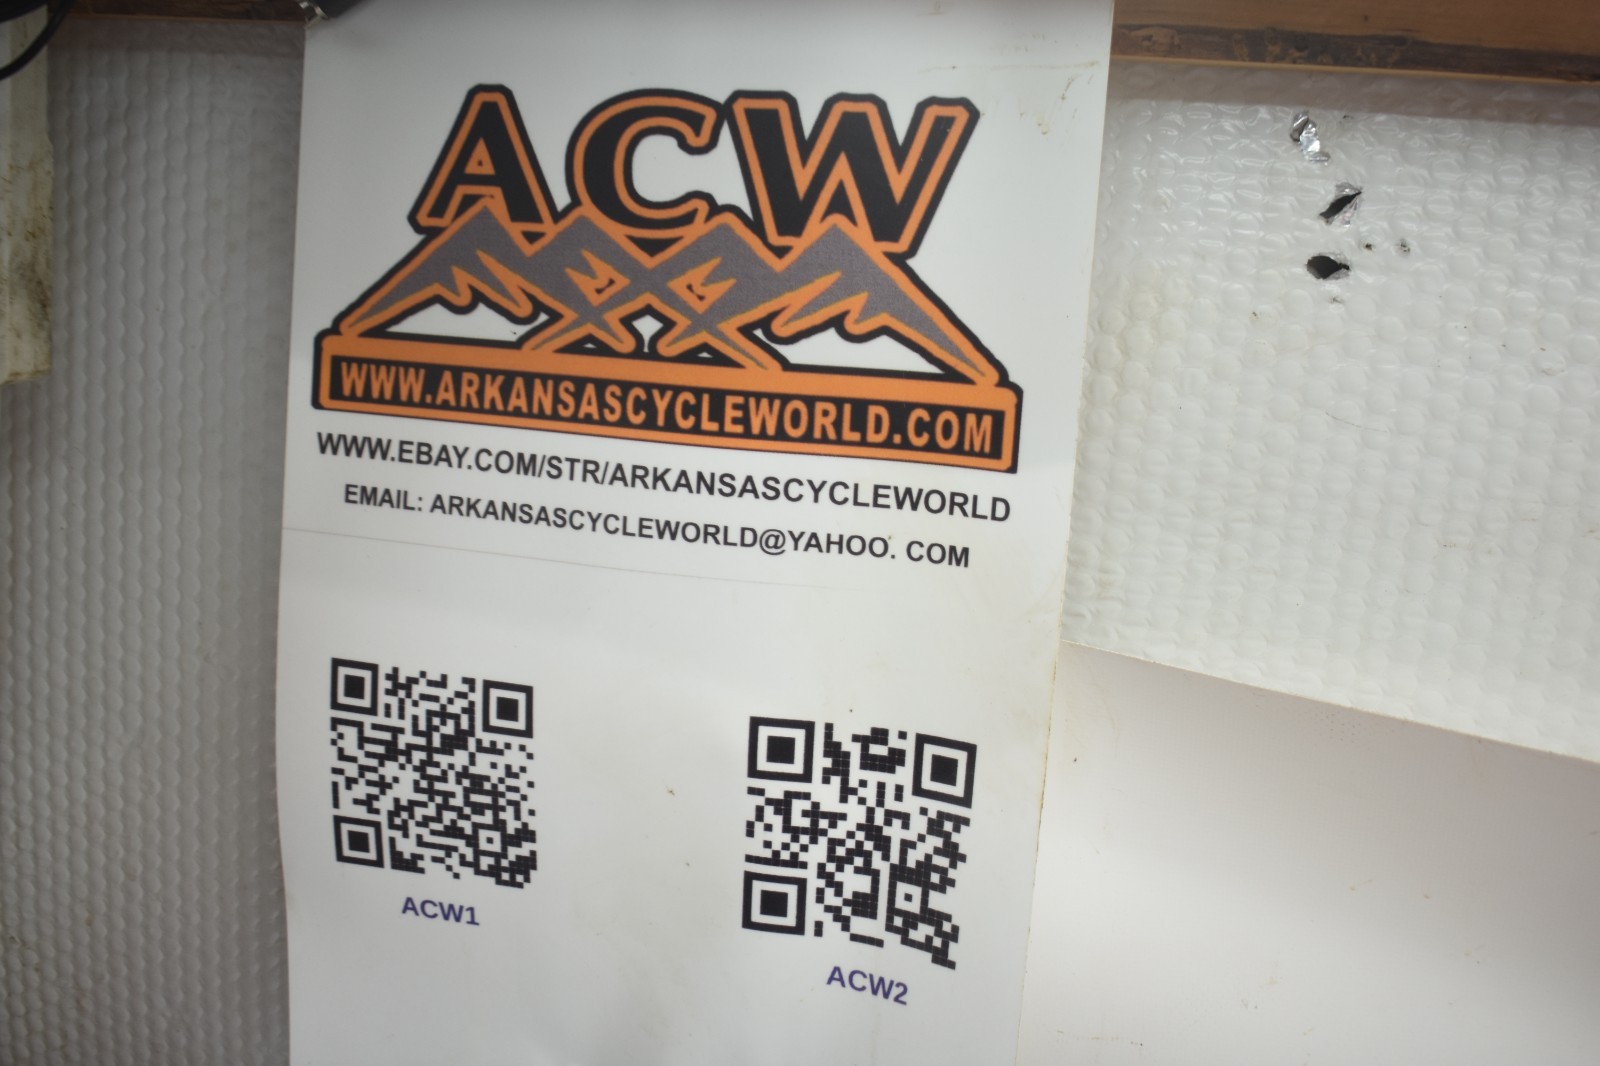 ACW
WWW.ARKANSASCYCLEWORLD.COM
WWW.EBAY.COM/STR/ARKANSASCYCLEWORLD
EMAIL: ARKANSASCYCLEWORLD@YAHOO. COM
ACW1
ACW2